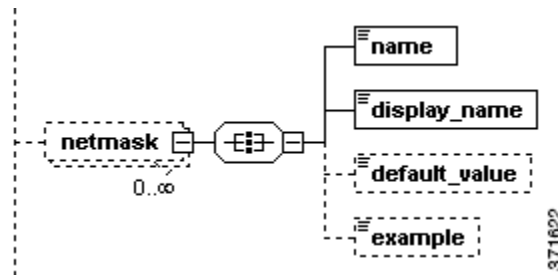 name
display_name
netmask
0..∞
default_value
example
371622